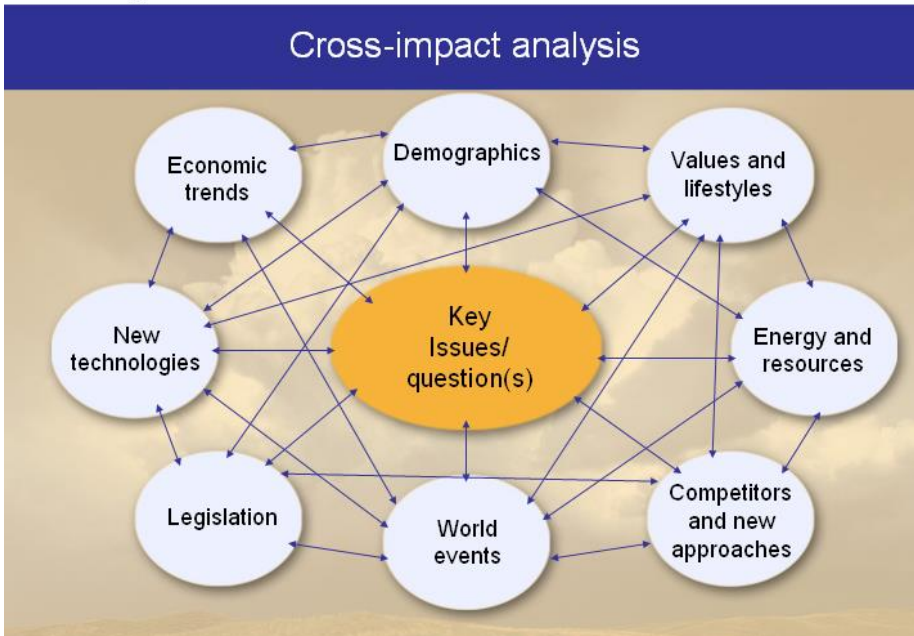 Cross-impact analysis
Demographics
Economic
trends
Values and
lifestyles
Key
Issues/
question(s)
New
technologies
Energy and
resources
Legislation
World
events
Competitors
and new
approaches